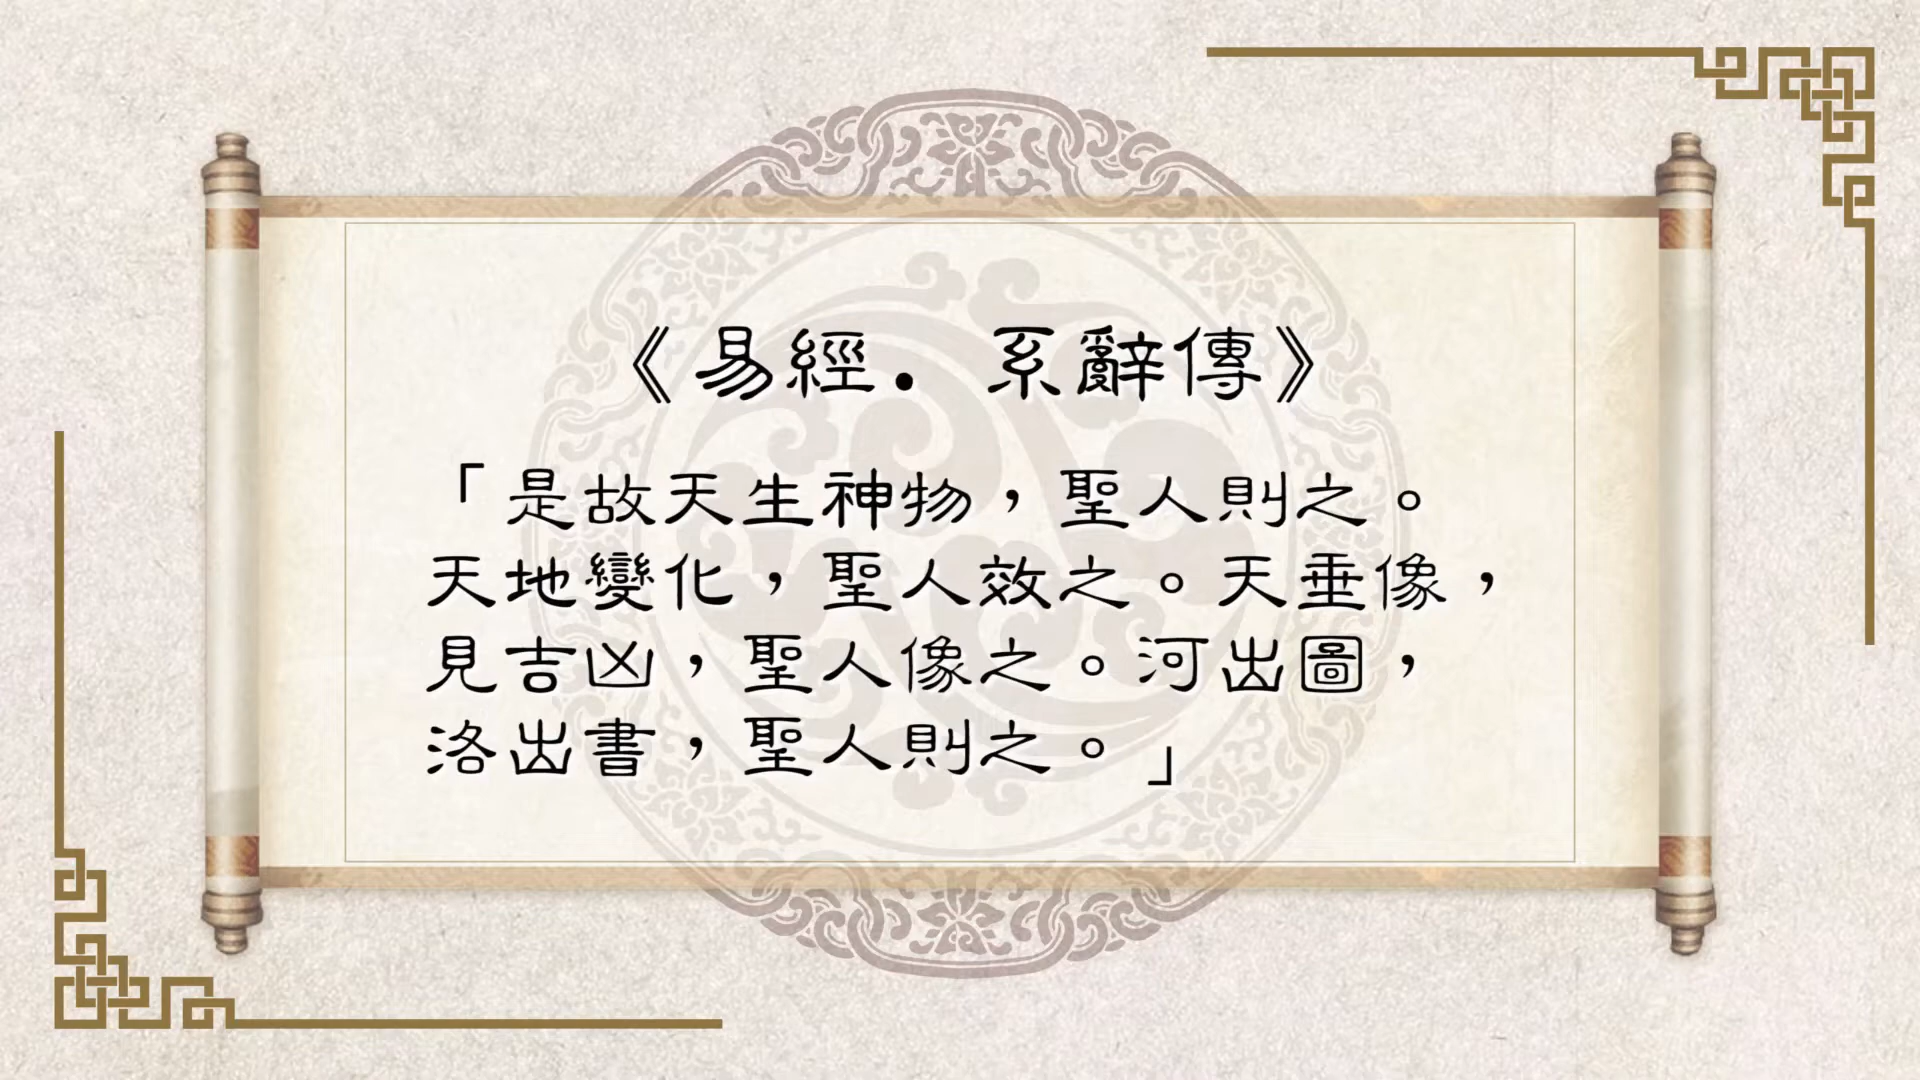 《易經．系辭傳》
「是故天生神物，聖人則之。
天地變化，聖人效之。天垂像，
見吉凶，聖人像之。河出圖，
洛出書，聖人則之。」